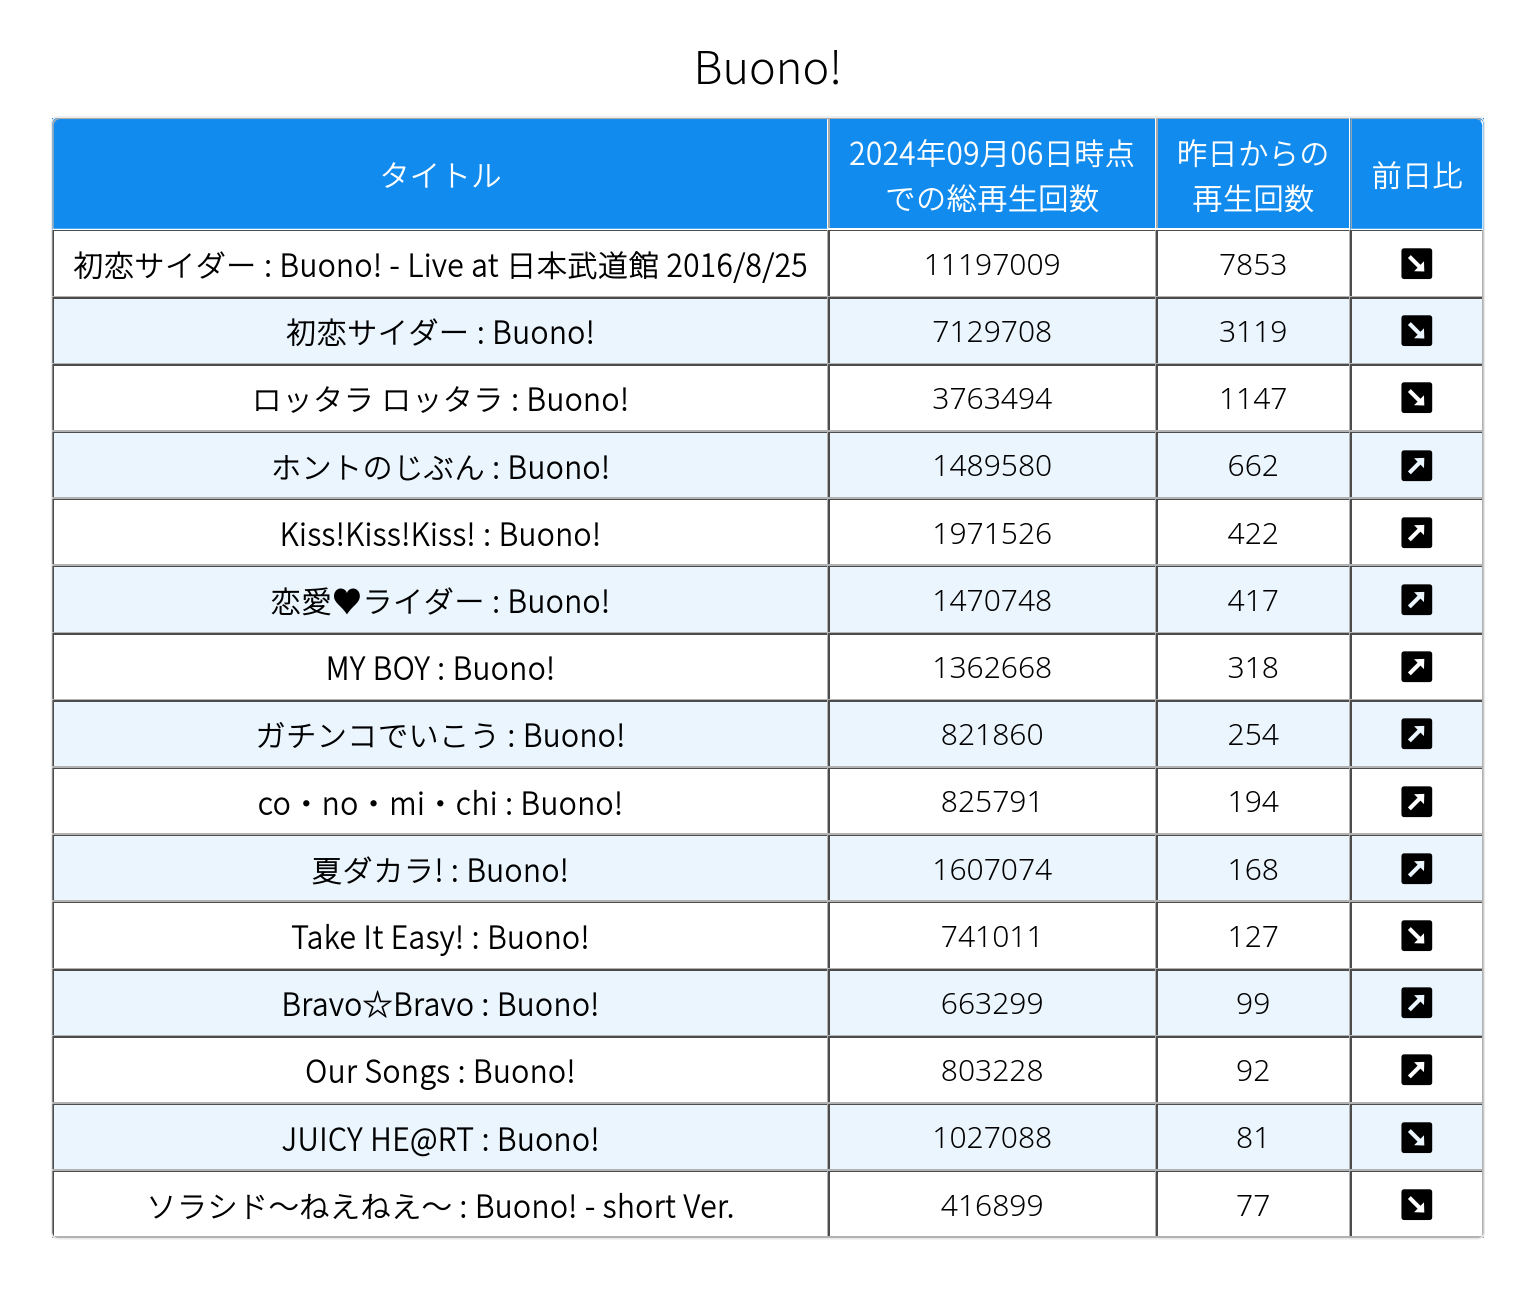 Buono!
タイトル 2024年09月06日時点 昨日からの 前日比
での総再生回数 再生回数
初恋サイダー : Buono! - Live at 日本武道館 2016/8/25 11197009 7853 ↘
初恋サイダー : Buono! 7129708 3119 ↘
ロッタラ ロッタラ : Buono! 3763494 1147 ↘
ホントのじぶん : Buono! 1489580 662 ↗
Kiss!Kiss!Kiss! : Buono! 1971526 422 ↗
恋愛♥ライダー : Buono! 1470748 417 ↗
MY BOY : Buono! 1362668 318 ↗
ガチンコでいこう : Buono! 821860 254 ↗
co・no・mi・chi : Buono! 825791 194 ↗
夏ダカラ! : Buono! 1607074 168 ↗
Take It Easy! : Buono! 741011 127 ↘
Bravo☆Bravo : Buono! 663299 99 ↗
Our Songs : Buono! 803228 92 ↗
JUICY HE@RT : Buono! 1027088 81 ↘
ソラシド〜ねえねえ〜 : Buono! - short Ver. 416899 77 ↘